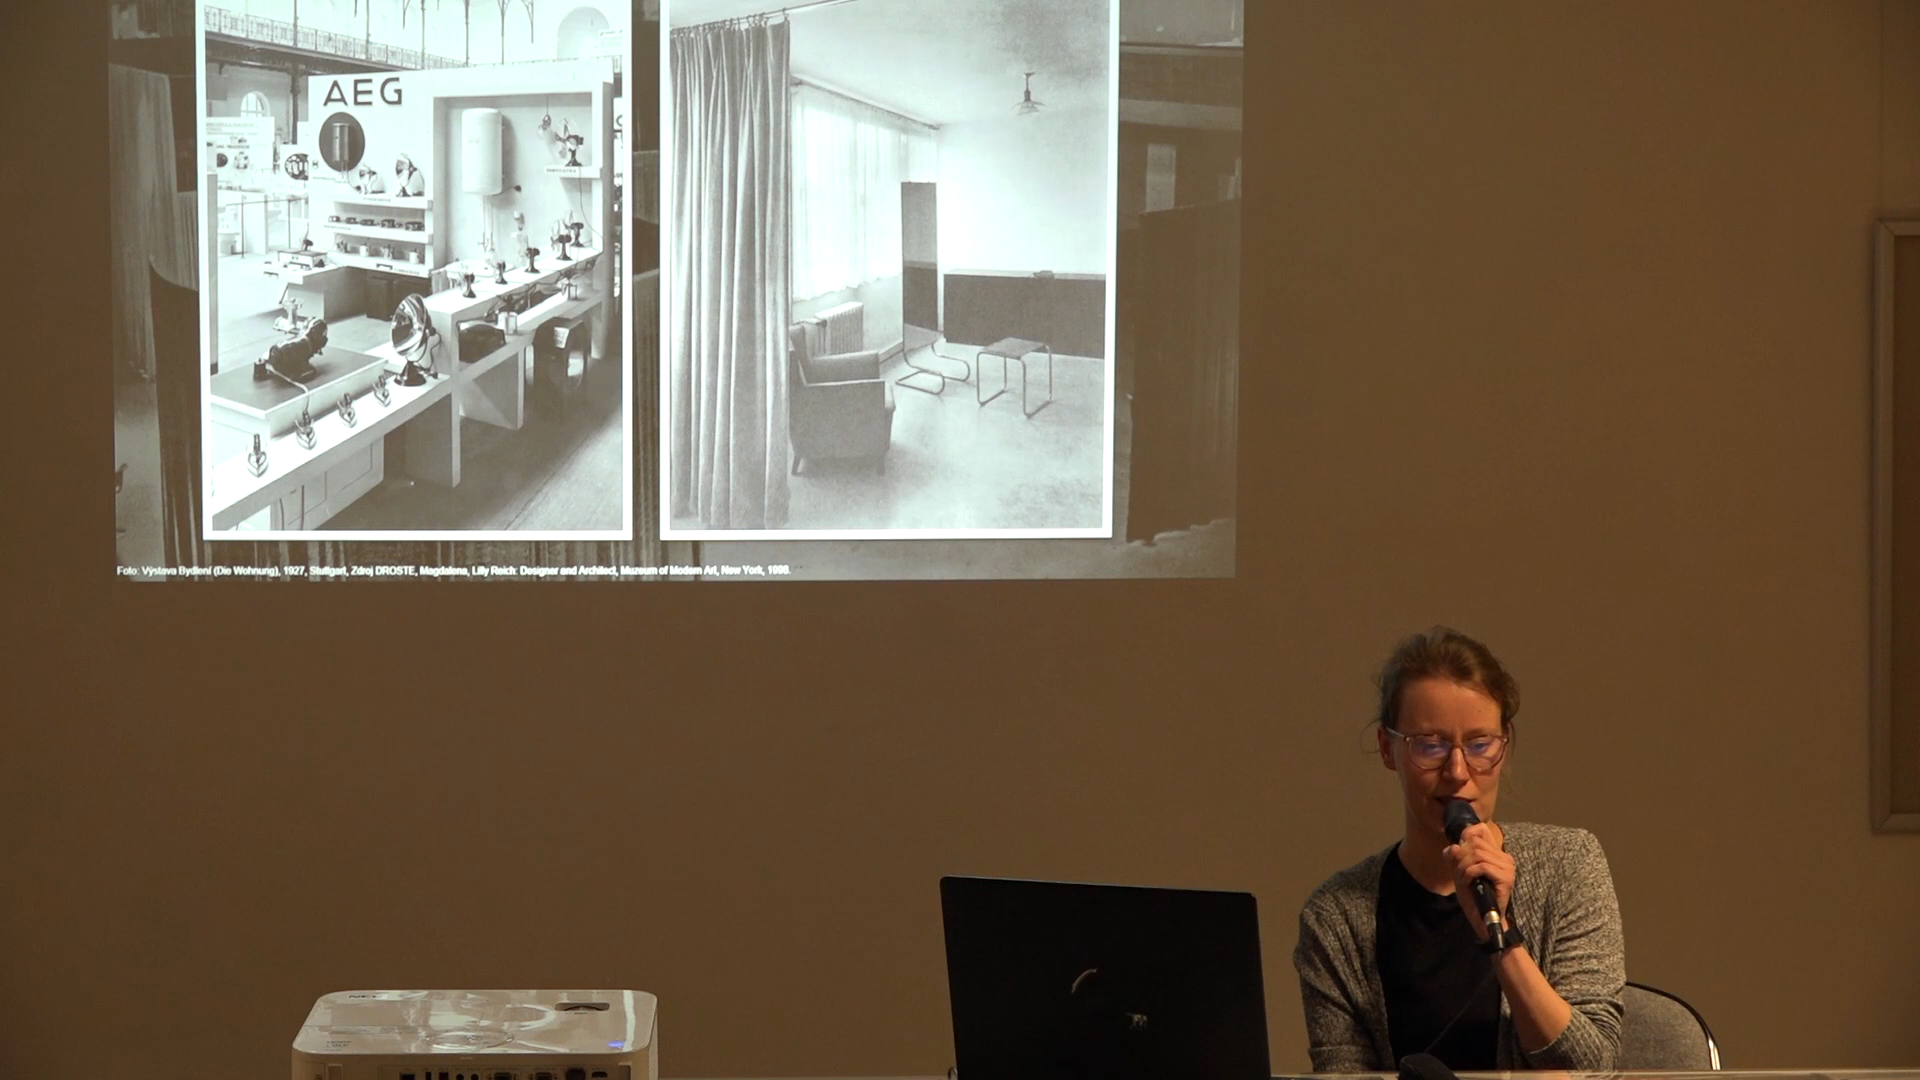 AEG
Foto: Výstava Bydlení (Die Wohnung), 1927, Stuttgart, Zdroj DROSTE, Magdalena, Lilly Reich: Designer and Architect, Muzeum of Modern Art, New York, 1996.
NEC